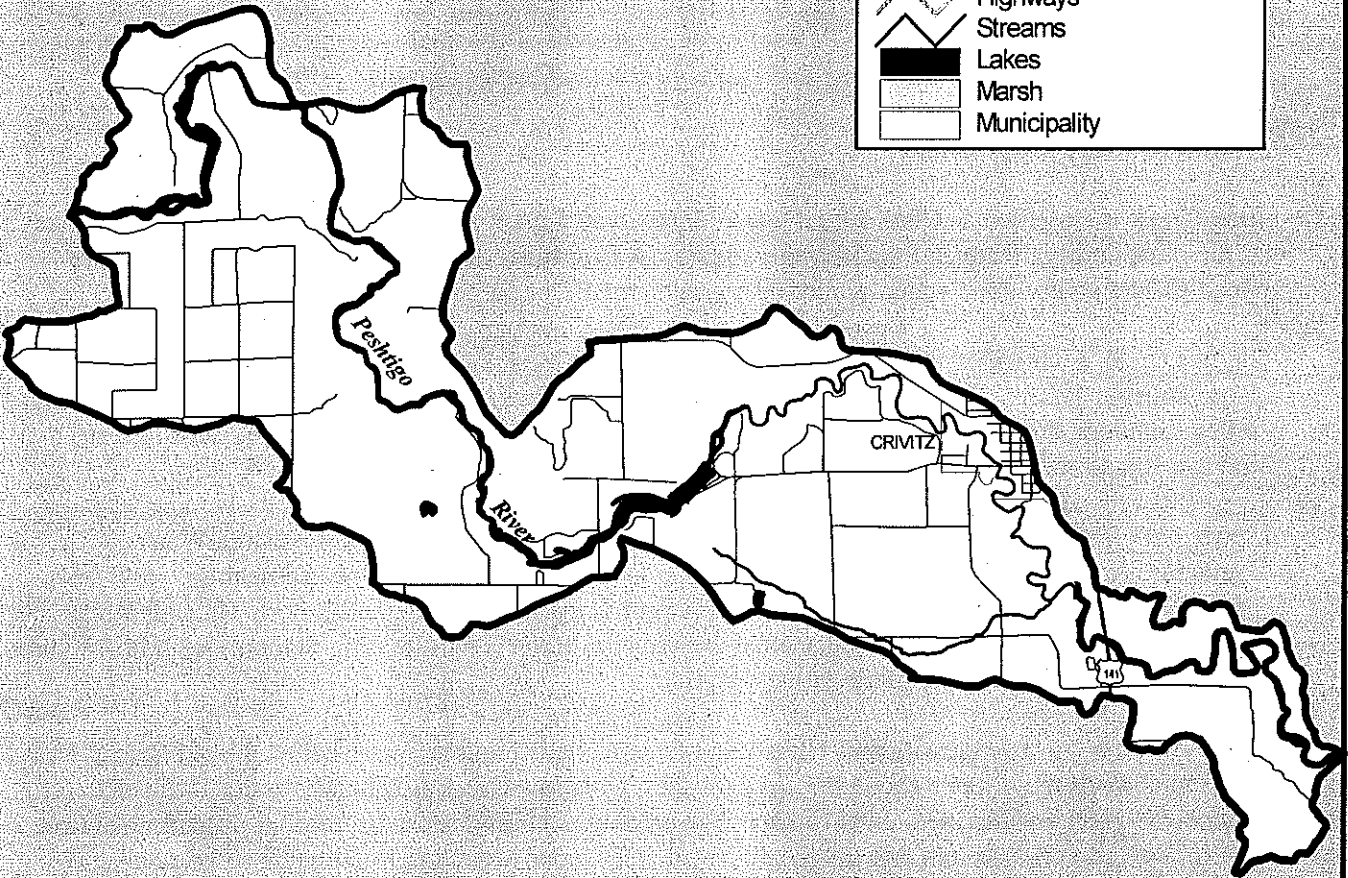 Highways
Streams
Lakes
Marsh
Municipality
Peshtigo
River
CRIVITZ
141